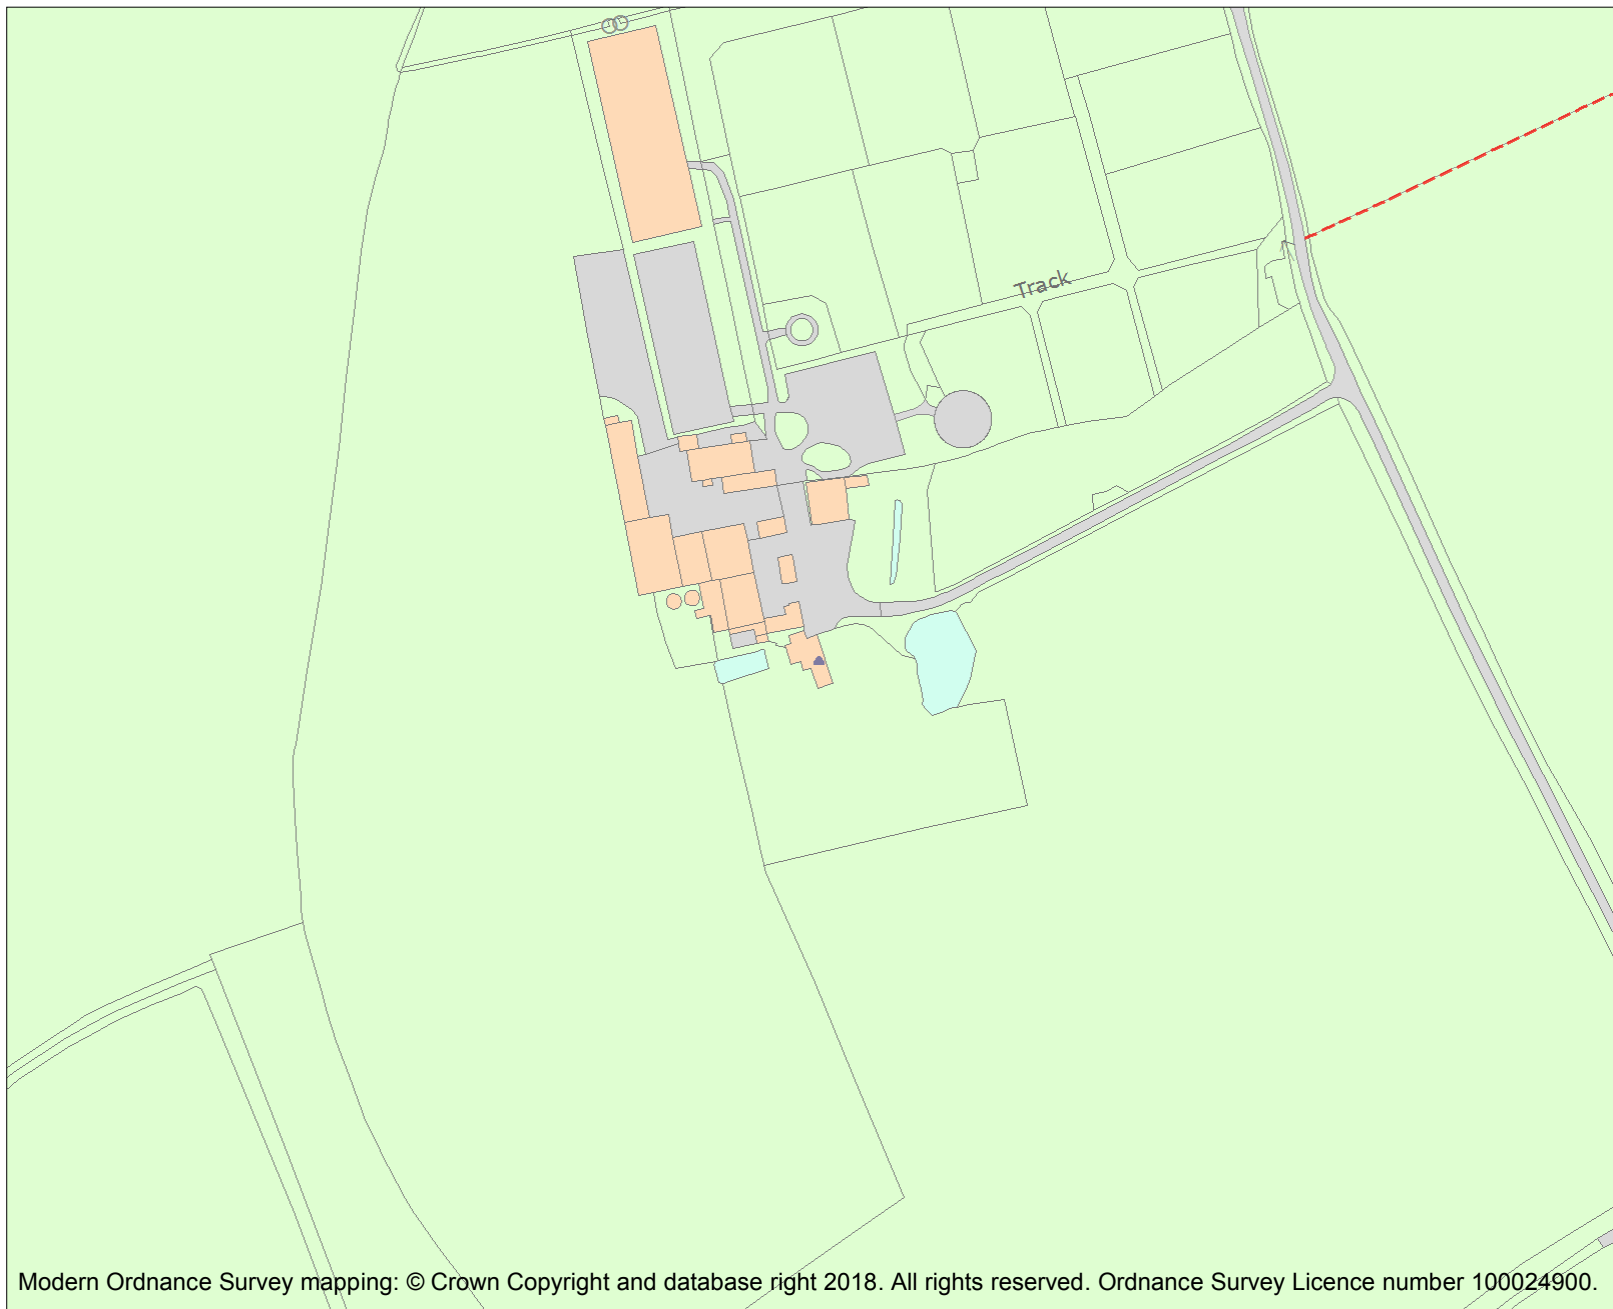 Track
Modern Ordnance Survey mapping: © Crown Copyright and database right 2018. All rights reserved. Ordnance Survey Licence number 100024900.